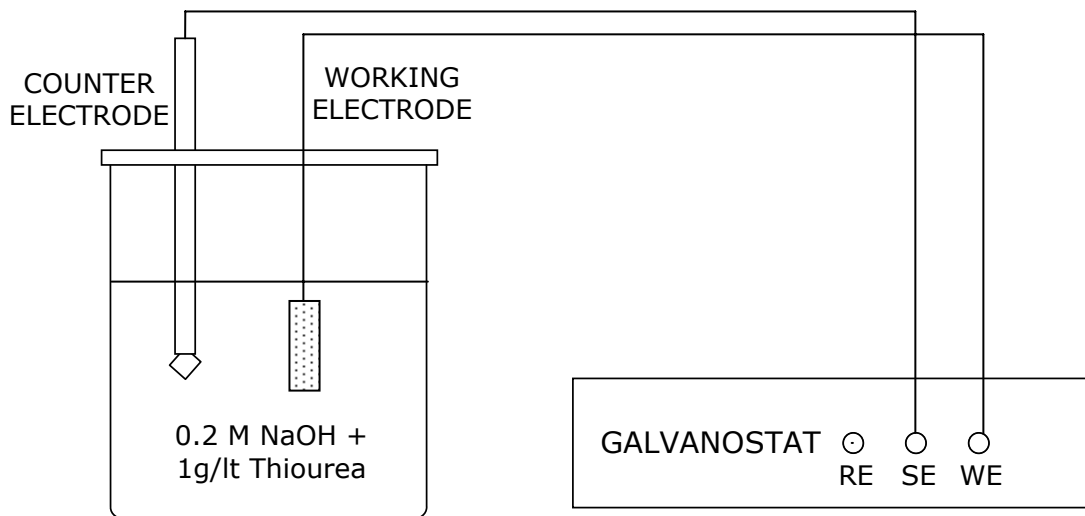 COUNTER
ELECTRODE
WORKING
ELECTRODE
0.2 M NaOH +
1g/lt Thiourea
GALVANOSTAT
RE SE WE